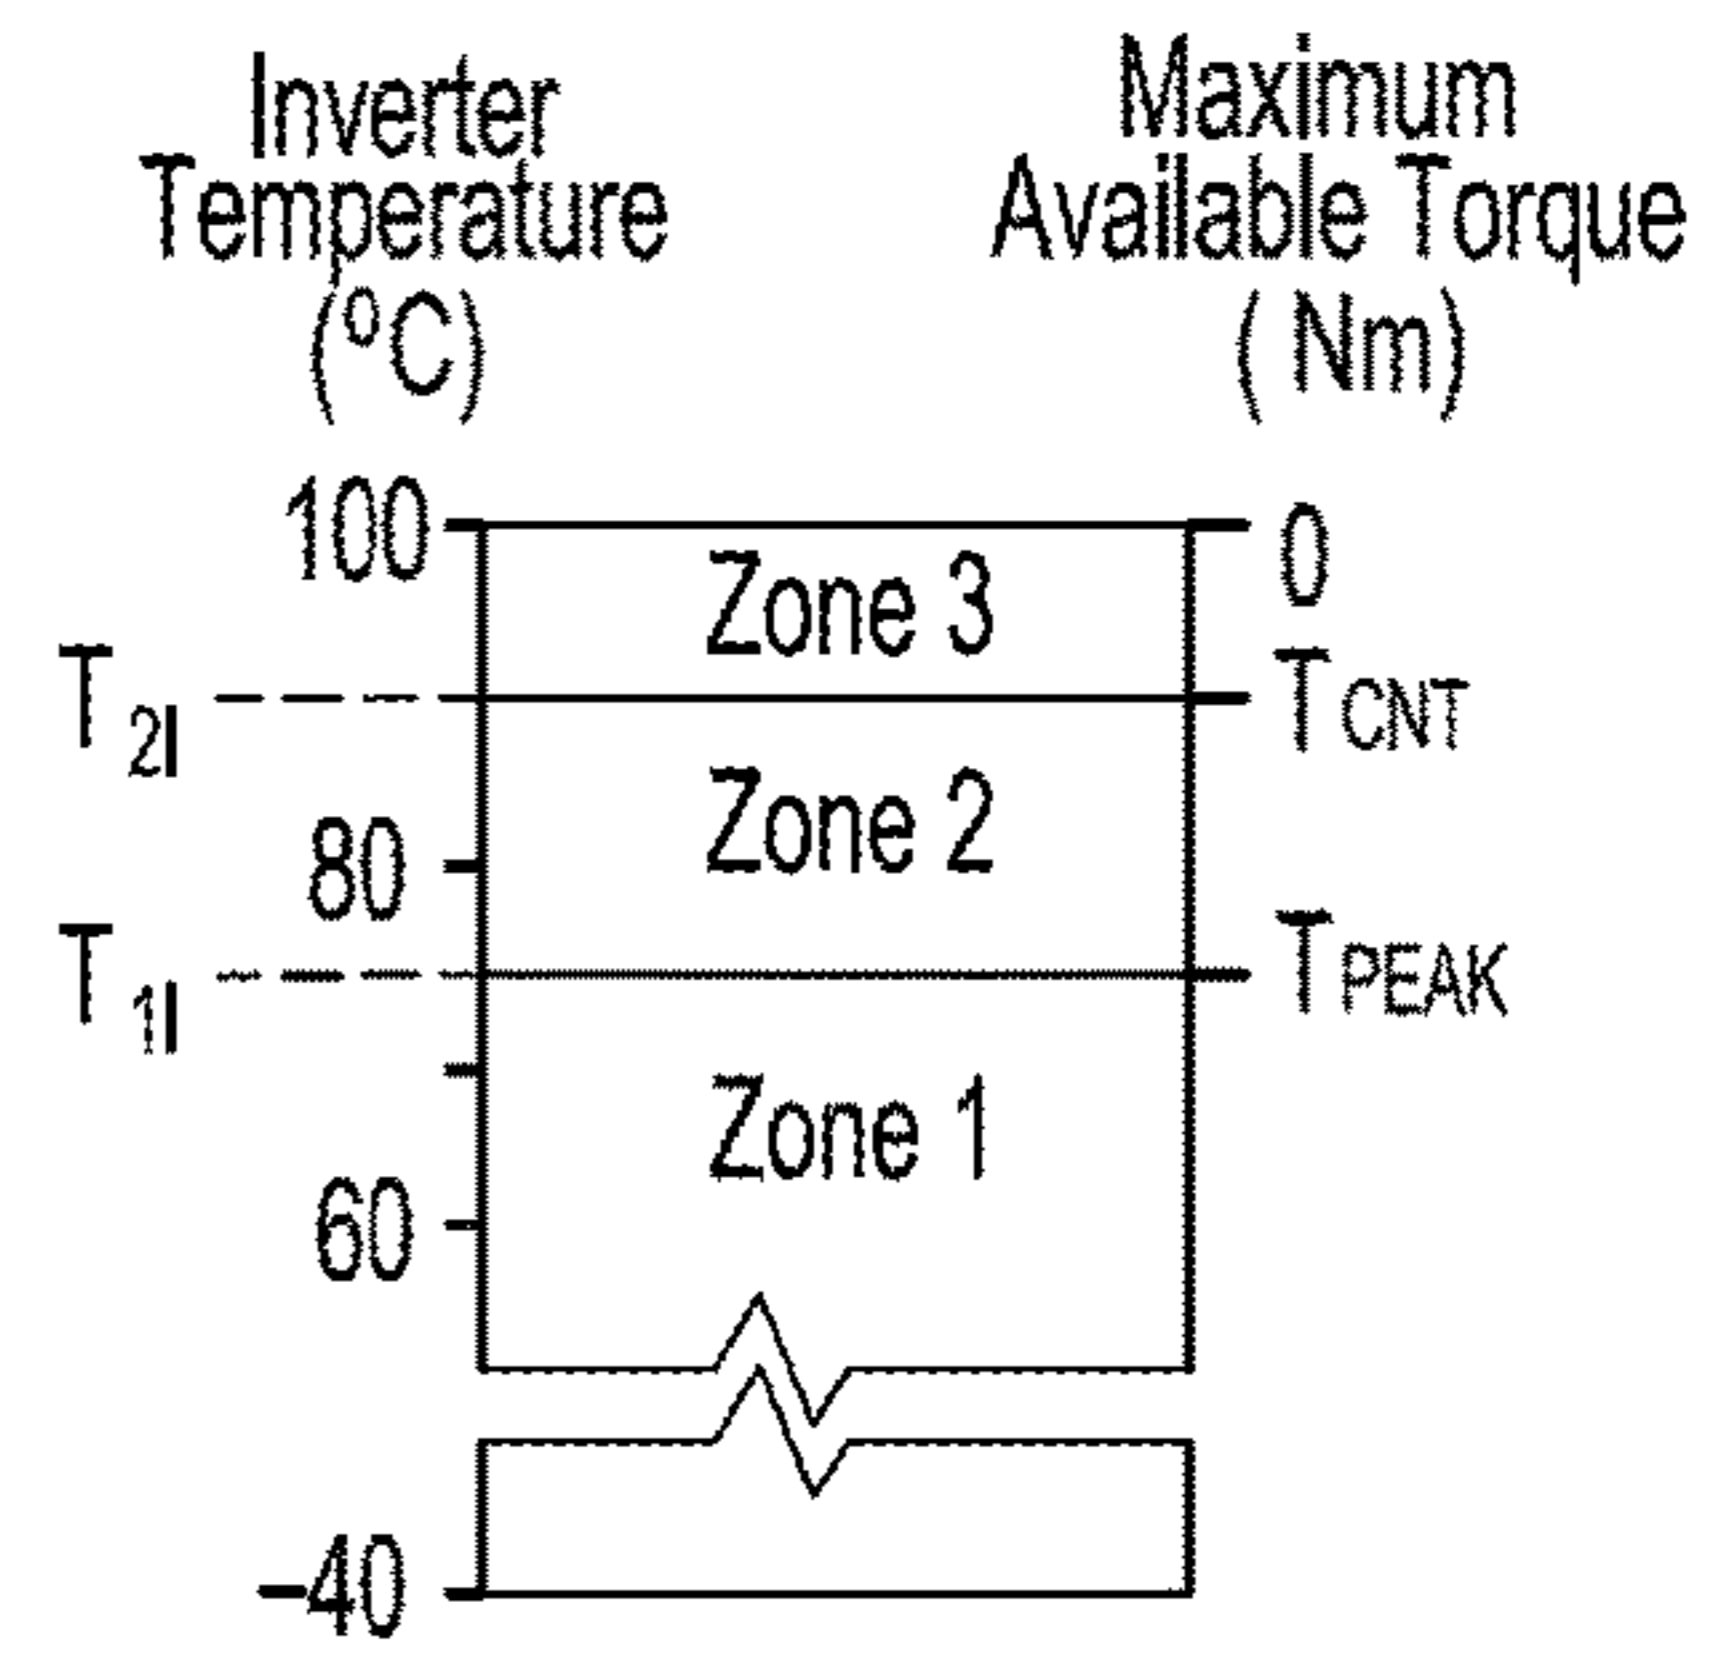 Inverter
Temperature
(°C)
Maximum
Available Torque
( Nm)
100
0
Zone 3
T2I
TCNT
Zone 2
80
T1I
TPEAK
Zone 1
60
-40